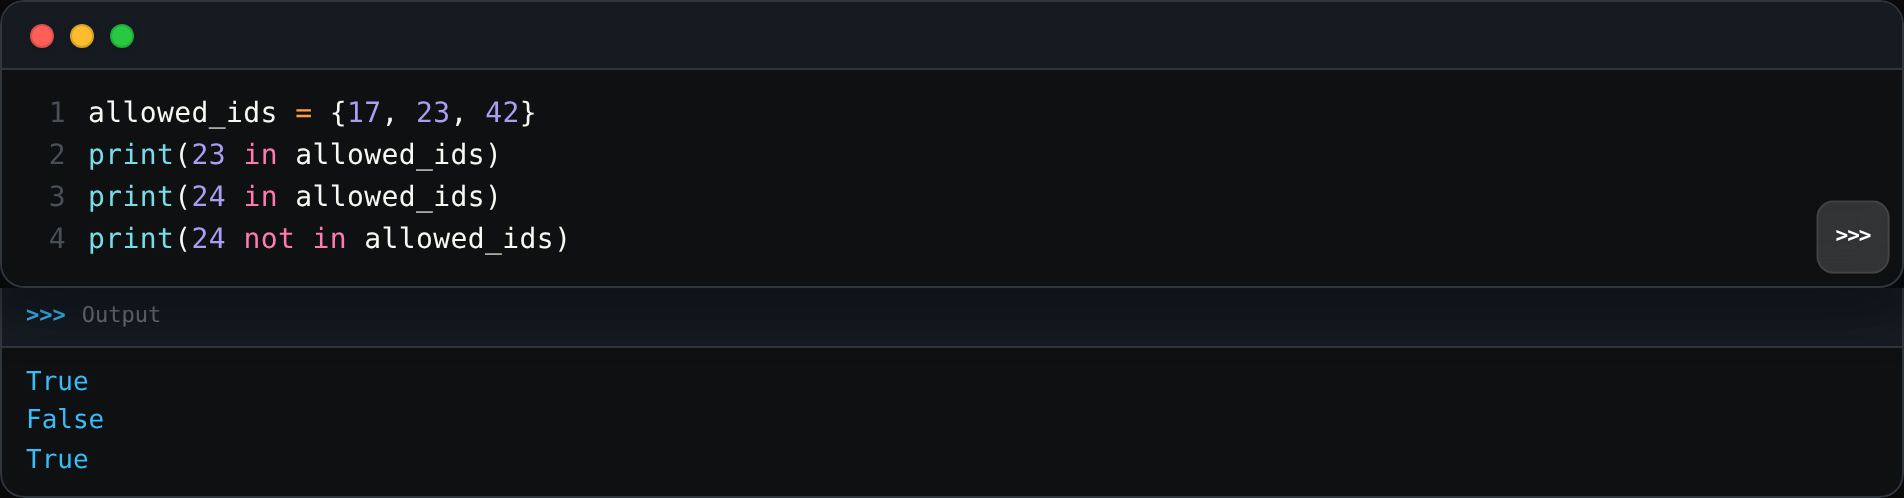 1 allowed_ids = {17, 23, 42}
2 print(23 in allowed_ids)
3 print(24 in allowed_ids)
4 print(24 not in allowed_ids)
>>>
>>> Output
True
False
True